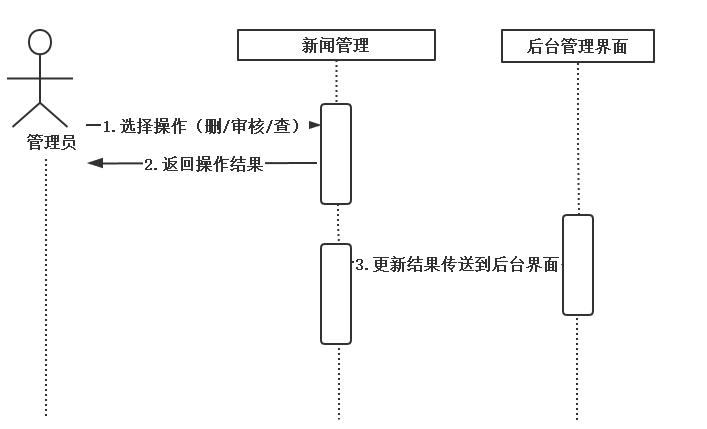 新闻管理
后台管理界面
1.选择操作（删/审核/查）
管理员
2.返回操作结果
3.更新结果传送到后台界面